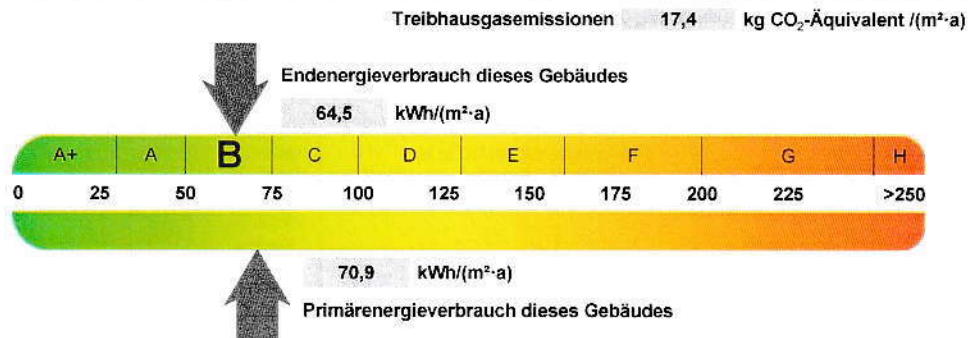 Treibhausgasemissionen 17,4 kg CO₂-Äquivalent /(m²·a)
Endenergieverbrauch dieses Gebäudes
64,5 kWh/(m²·a)
A+ A B C D E F G H
0 25 50 75 100 125 150 175 200 225 >250
70,9 kWh/(m²·a)
Primärenergieverbrauch dieses Gebäudes